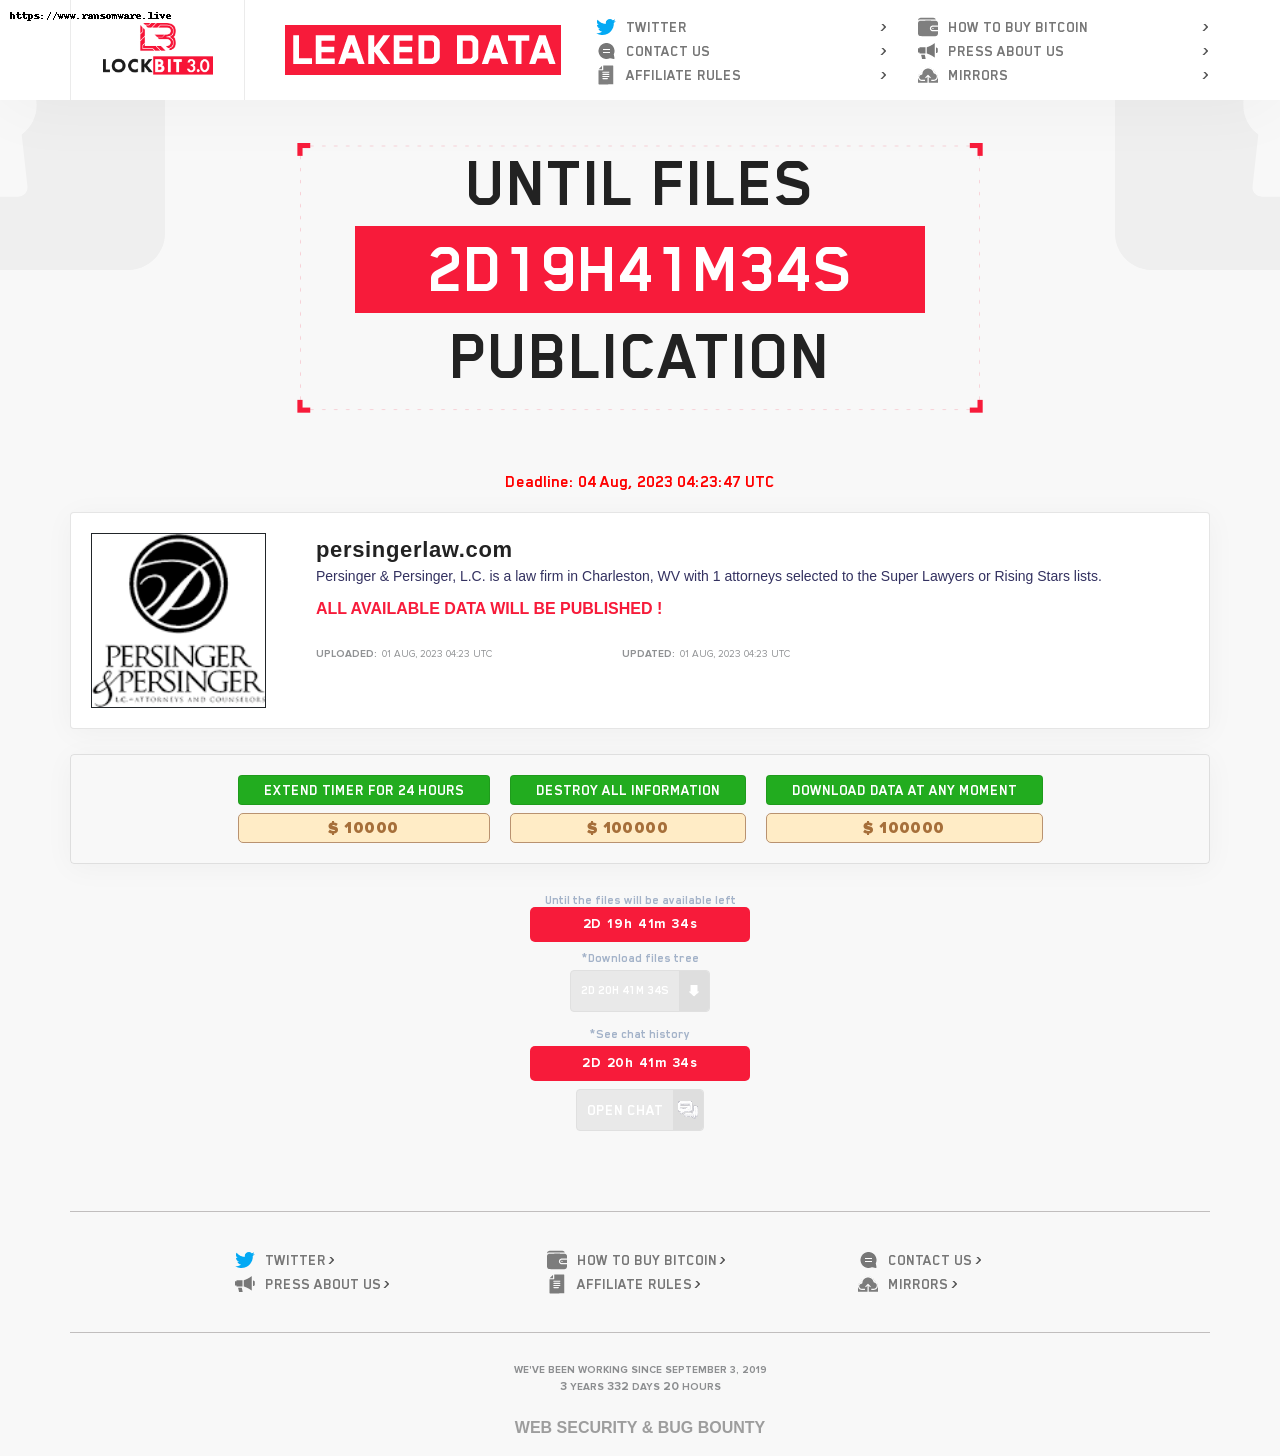 https://www.ransomware.live
LOCKBIT 3.0
LEAKED DATA
TWITTER
CONTACT US
AFFILIATE RULES
HOW TO BUY BITCOIN
PRESS ABOUT US
MIRRORS
UNTIL FILES
2D19H41M34S
PUBLICATION
Deadline: 04 Aug, 2023 04:23:47 UTC
PERSINGER
&PERSINGER
L.C.-ATTORNEYS AND COUNSELORS
persingerlaw.com
Persinger & Persinger, L.C. is a law firm in Charleston, WV with 1 attorneys selected to the Super Lawyers or Rising Stars lists.
ALL AVAILABLE DATA WILL BE PUBLISHED !
UPLOADED: 01 AUG, 2023 04:23 UTC
UPDATED: 01 AUG, 2023 04:23 UTC
EXTEND TIMER FOR 24 HOURS
$ 10000
DESTROY ALL INFORMATION
$ 100000
DOWNLOAD DATA AT ANY MOMENT
$ 100000
Until the files will be available left
2D 19h 41m 34s
*Download files tree
2D 20H 41M 34S
*See chat history
2D 20h 41m 34s
OPEN CHAT
TWITTER
PRESS ABOUT US
HOW TO BUY BITCOIN
AFFILIATE RULES
CONTACT US
MIRRORS
WE'VE BEEN WORKING SINCE SEPTEMBER 3, 2019
3 YEARS 332 DAYS 20 HOURS
WEB SECURITY & BUG BOUNTY